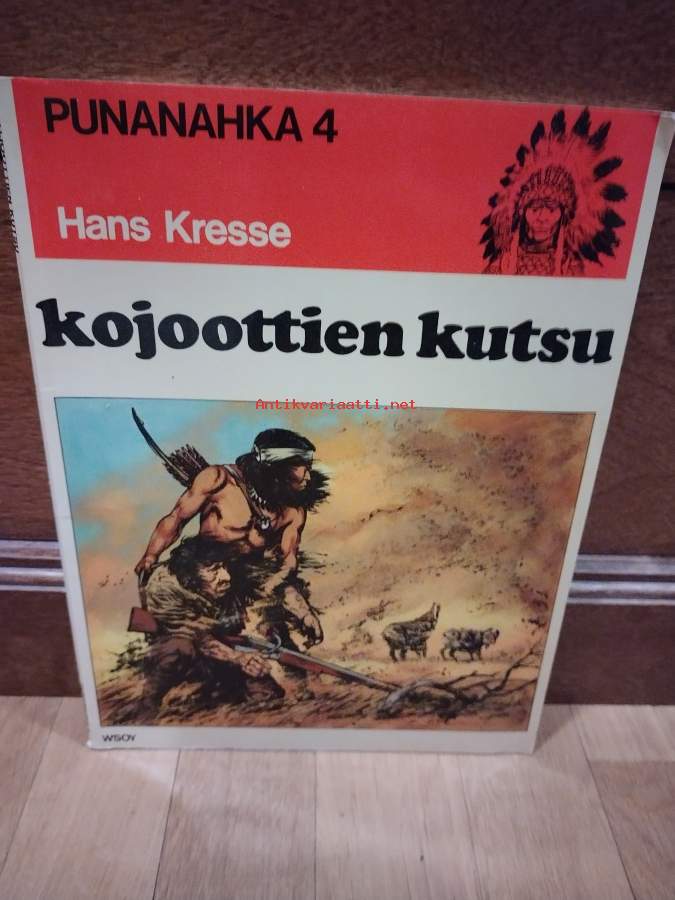 PUNANAHKA 4
Hans Kresse
kojoottien kutsu
Antikvariaatti.net
WSOY